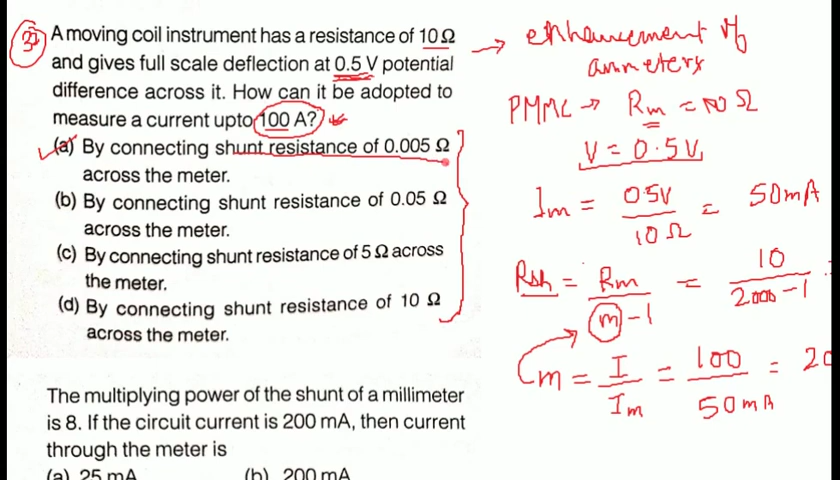 32
A moving coil instrument has a resistance of 10 Ω
and gives full scale deflection at 0.5 V potential
difference across it. How can it be adopted to
measure a current upto 100 A?
(a) By connecting shunt resistance of 0.005 Ω
across the meter.
(b) By connecting shunt resistance of 0.05 Ω
across the meter.
(c) By connecting shunt resistance of 5 Ω across
the meter.
(d) By connecting shunt resistance of 10 Ω
across the meter.
The multiplying power of the shunt of a millimeter
is 8. If the circuit current is 200 mA, then current
through the meter is
(a) 25 mA (b) 200 mA
→ enhancement of
ammeters
PMMC → Rm = 10 Ω
V = 0.5V
Im = 0.5V / 10 Ω = 50mA
Rsh = Rm / m-1 = 10 / 2000-1 =
m = I / Im = 100 / 50mA = 20